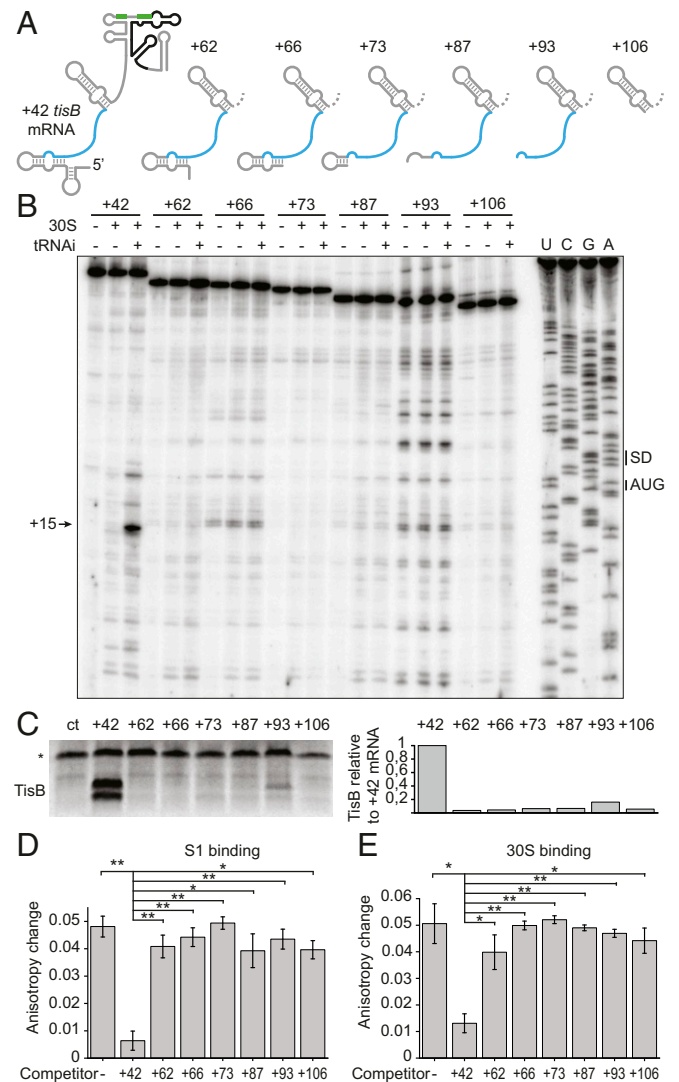 A
+62 +66 +73 +87 +93 +106
+42 tisB
mRNA
5'
B
+42 +62 +66 +73 +87 +93 +106
30S - + + - + + - + + - + + - + + - + + - + +
tRNAi - - + - - + - - + - - + - - + - - + - - +
U C G A
SD
AUG
+15
C
ct +42 +62 +66 +73 +87 +93 +106
*
TisB
+42 +62 +66 +73 +87 +93 +106
TisB relative
to +42 mRNA
1
0,8
0,6
0,4
0,2
D
S1 binding
** *
**
*
**
**
**
Anisotropy change
0.05
0.04
0.03
0.02
0.01
0
Competitor - +42 +62 +66 +73 +87 +93 +106
E
30S binding
* *
**
**
**
**
*
Anisotropy change
0.06
0.05
0.04
0.03
0.02
0.01
0
Competitor - +42 +62 +66 +73 +87 +93 +106